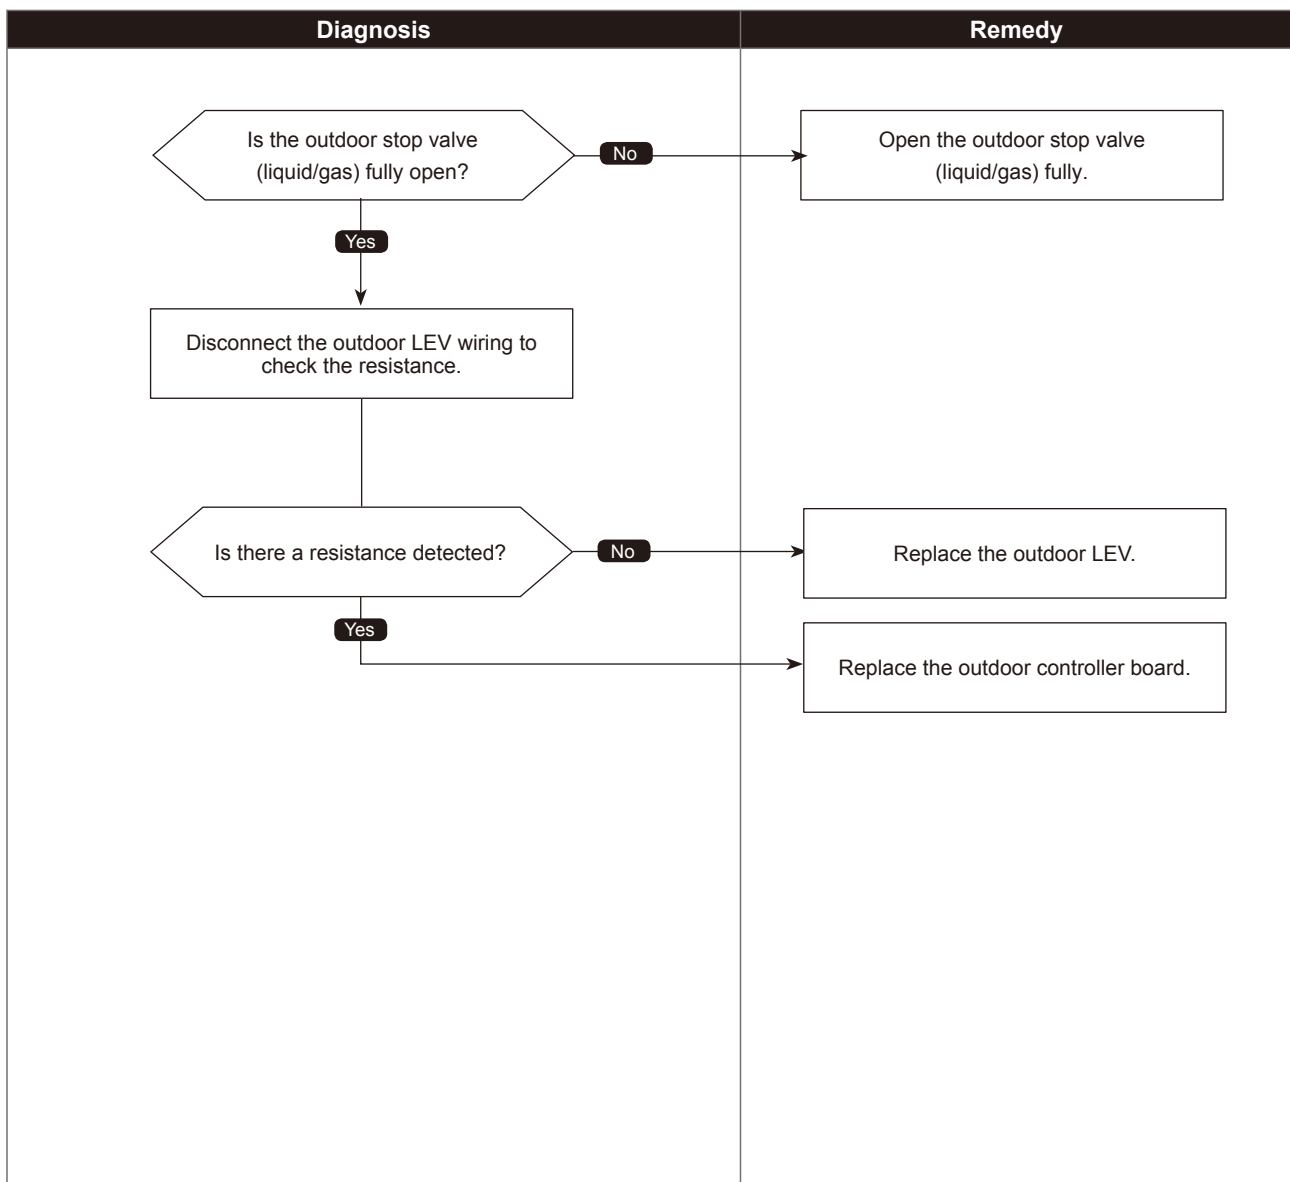 Diagnosis
Remedy
Is the outdoor stop valve
(liquid/gas) fully open?
No
Open the outdoor stop valve
(liquid/gas) fully.
Yes
Disconnect the outdoor LEV wiring to
check the resistance.
Is there a resistance detected?
No
Replace the outdoor LEV.
Yes
Replace the outdoor controller board.